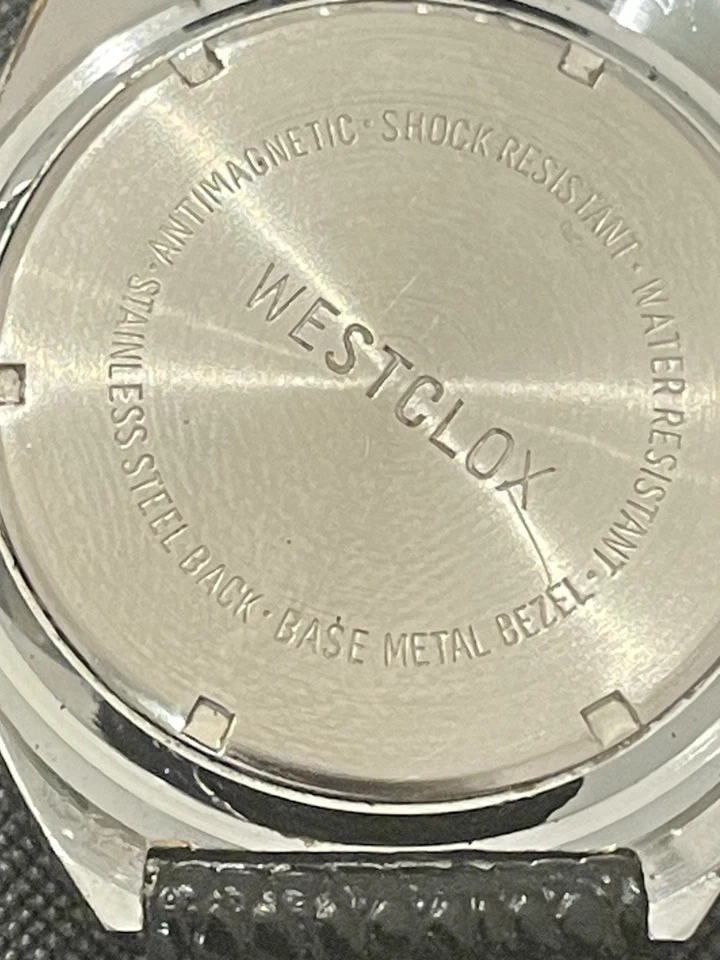 ANTIMAGNETIC · SHOCK RESISTANT · WATER RESISTANT · BASE METAL BEZEL · STAINLESS STEEL BACK ·
WESTCLOX